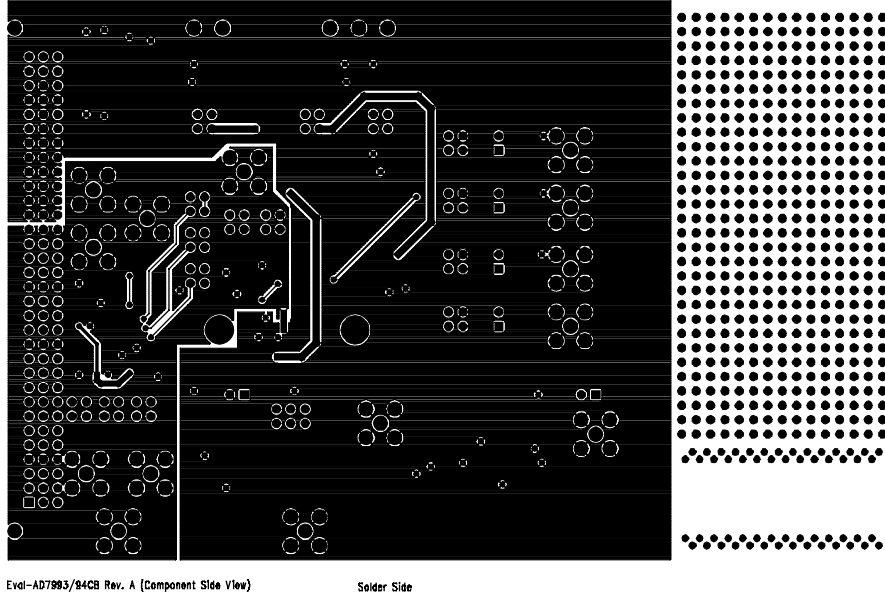 Eval-AD7993/94CB Rev. A (Component Side View)
Solder Side